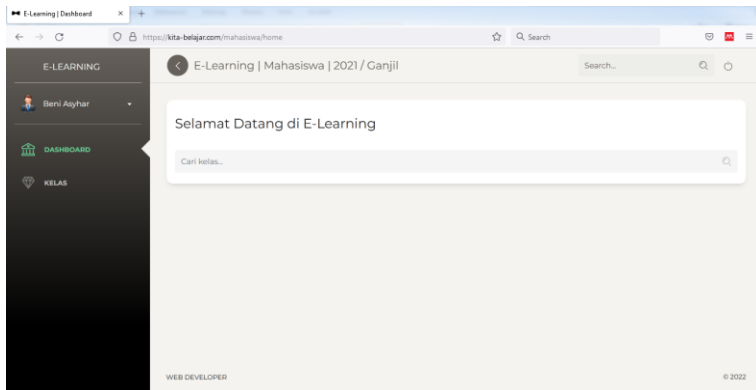 E-Learning | Dashboard
https://kita-belajar.com/mahasiswa/home
Search
E-LEARNING
E-Learning | Mahasiswa | 2021 / Ganjil
Search...
Beni Asyhar
Selamat Datang di E-Learning
DASHBOARD
Cari kelas...
KELAS
WEB DEVELOPER
© 2022